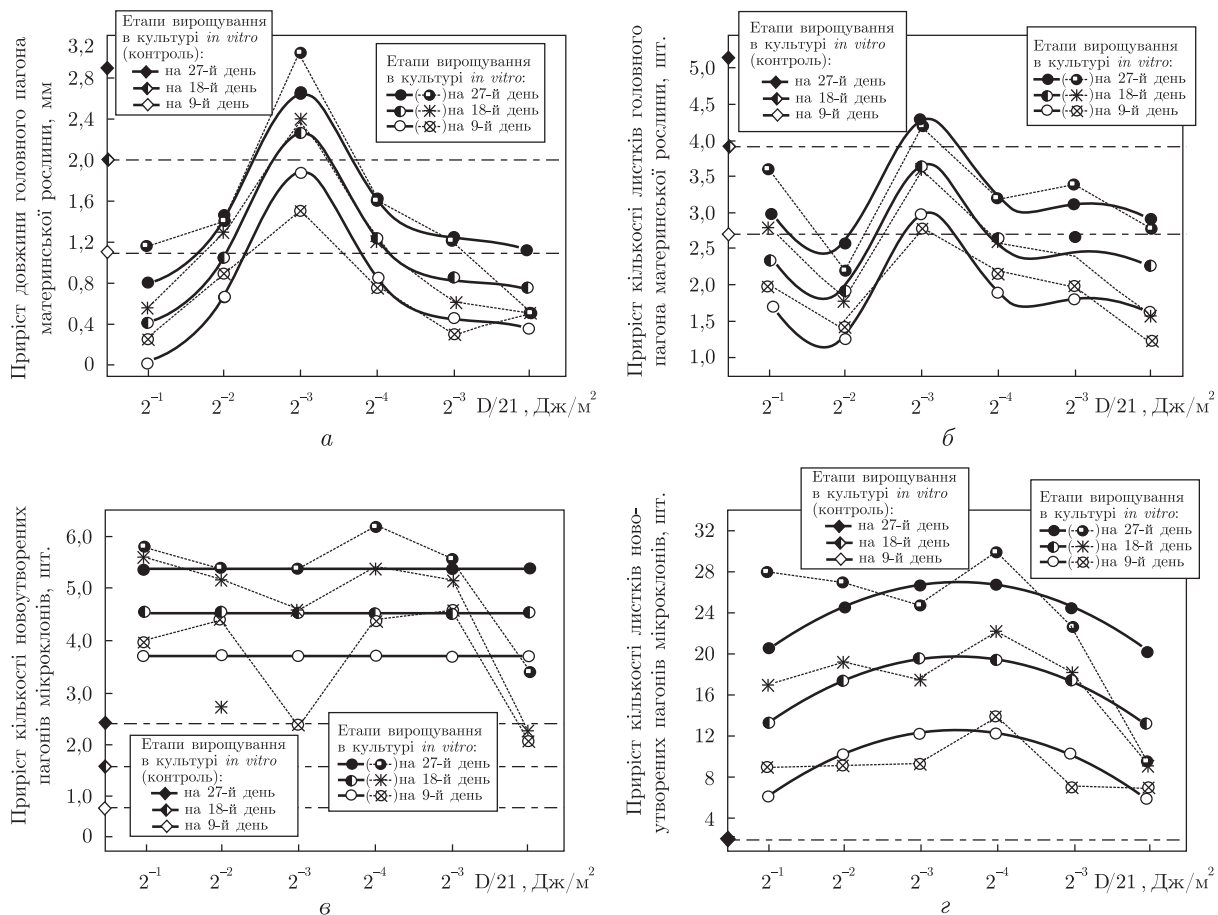 Приріст довжини головного пагона
материнської рослини, мм
Етапи вирощування
в культурі in vitro
(контроль):
на 27-й день
на 18-й день
на 9-й день
Етапи вирощування
в культурі in vitro:
( )на 27-й день
( )на 18-й день
( )на 9-й день
3,2
2,8
2,4
2,0
1,6
1,2
0,8
0,4
0
2⁻¹ 2⁻² 2⁻³ 2⁻⁴ 2⁻³ D/21 , Дж/м²
а
Приріст кількості листків головного
пагона материнської рослини, шт.
Етапи вирощування
в культурі in vitro
(контроль):
на 27-й день
на 18-й день
на 9-й день
Етапи вирощування
в культурі in vitro:
( )на 27-й день
( )на 18-й день
( )на 9-й день
5,0
4,5
4,0
3,5
3,0
2,5
2,0
1,5
1,0
2⁻¹ 2⁻² 2⁻³ 2⁻⁴ 2⁻³ D/21 , Дж/м²
б
Приріст кількості новоутворених
пагонів мікроклонів, шт.
6,0
5,0
4,0
3,0
2,0
1,0
0
Етапи вирощування
в культурі in vitro
(контроль):
на 27-й день
на 18-й день
на 9-й день
Етапи вирощування
в культурі in vitro:
( )на 27-й день
( )на 18-й день
( )на 9-й день
2⁻¹ 2⁻² 2⁻³ 2⁻⁴ 2⁻³ D/21 , Дж/м²
в
Приріст кількості листків ново-
утворених пагонів мікроклонів, шт.
Етапи вирощування
в культурі in vitro
(контроль):
на 27-й день
на 18-й день
на 9-й день
Етапи вирощування
в культурі in vitro:
( )на 27-й день
( )на 18-й день
( )на 9-й день
32
28
24
20
16
12
8
4
2⁻¹ 2⁻² 2⁻³ 2⁻⁴ 2⁻³ D/21 , Дж/м²
г